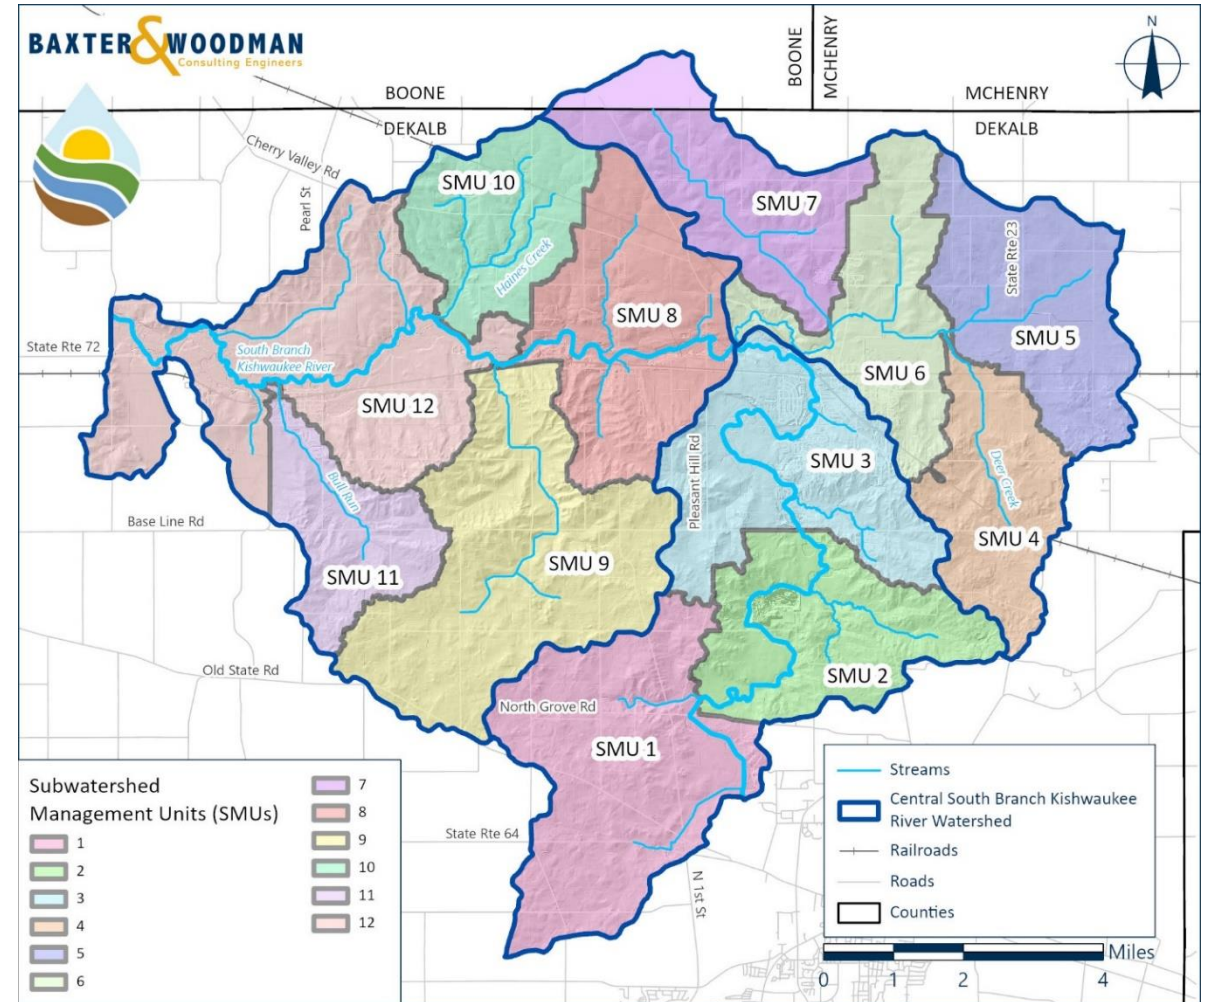 BAXTER & WOODMAN
Consulting Engineers
N
BOONE
MCHENRY
BOONE
MCHENRY
DEKALB
DEKALB
Cherry Valley Rd
Pearl St
SMU 10
SMU 7
State Rte 23
Haines Creek
SMU 8
SMU 5
State Rte 72
South Branch
Kishwaukee River
SMU 6
SMU 12
Pleasant Hill Rd
SMU 3
Deer Creek
Bull Run
Base Line Rd
SMU 4
SMU 9
SMU 11
Old State Rd
SMU 2
North Grove Rd
SMU 1
State Rte 64
N 1st St
Subwatershed
Management Units (SMUs)
1
2
3
4
5
6
7
8
9
10
11
12
Streams
Central South Branch Kishwaukee
River Watershed
Railroads
Roads
Counties
Miles
0 1 2 4